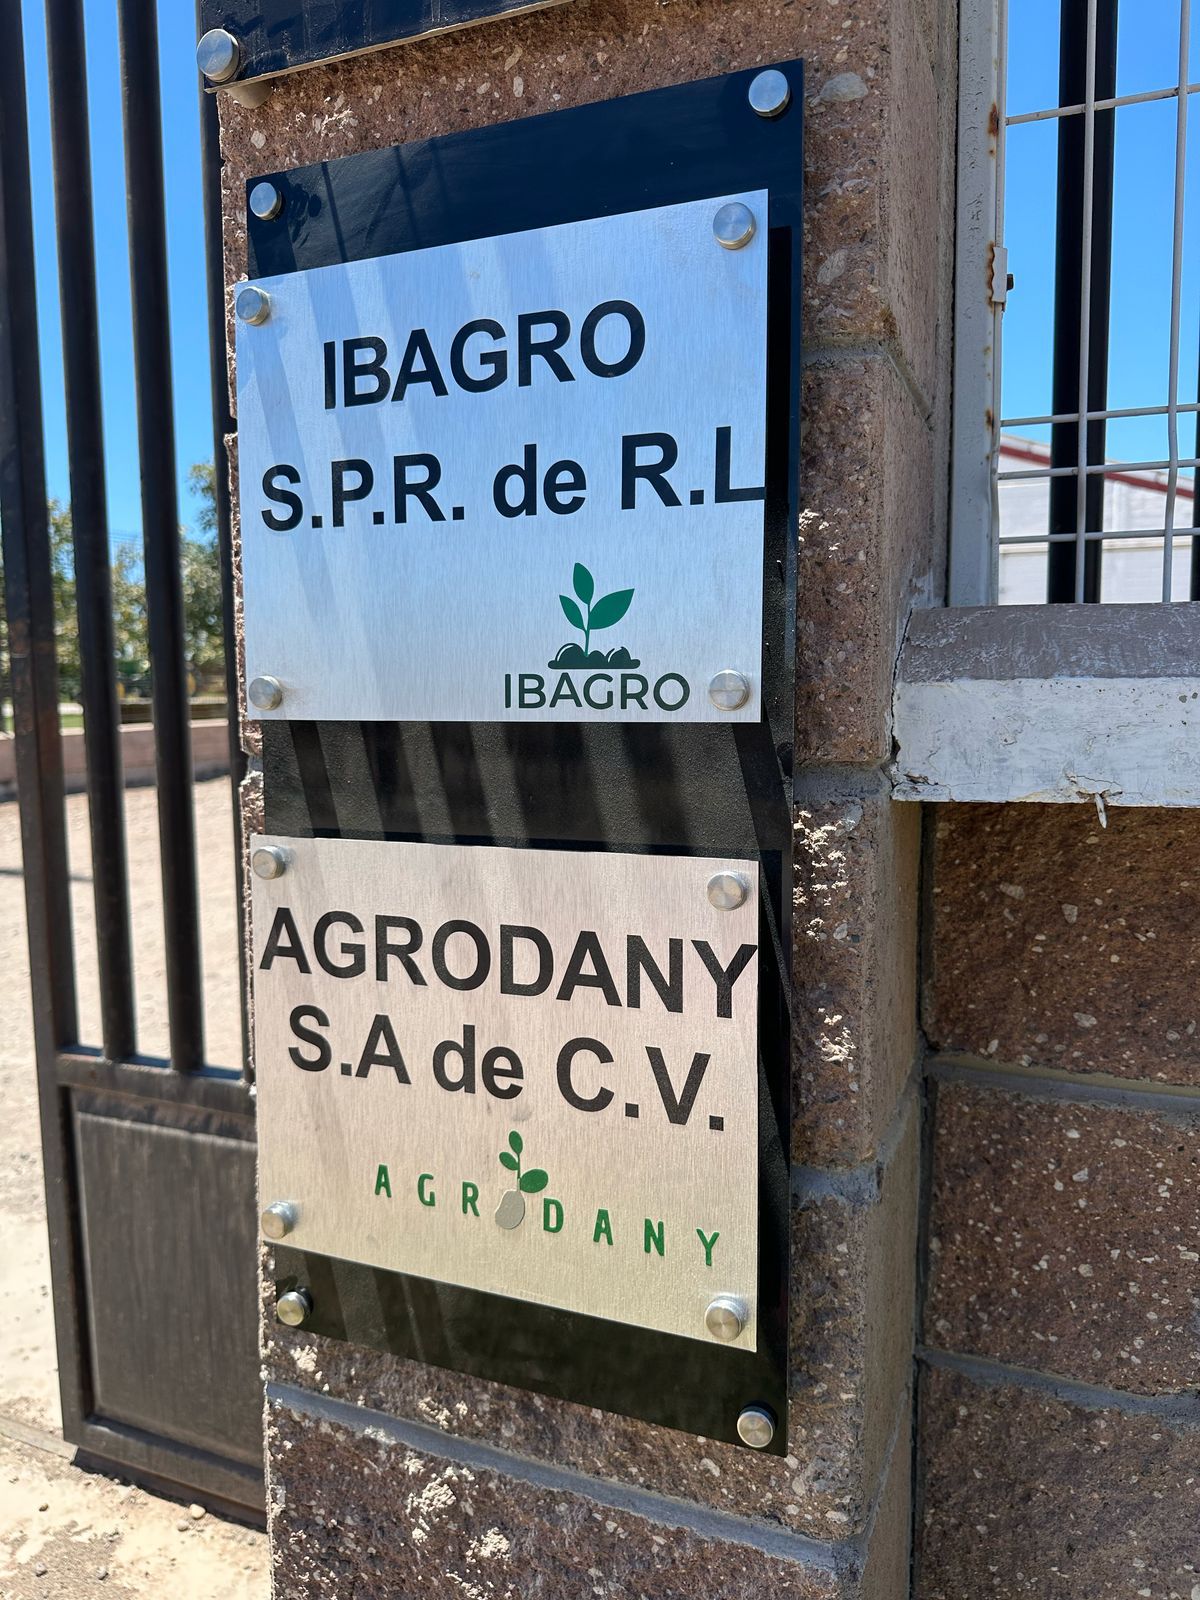 IBAGRO
S.P.R. de R.L
IBAGRO
AGRODANY
S.A de C.V.
AGRODANY